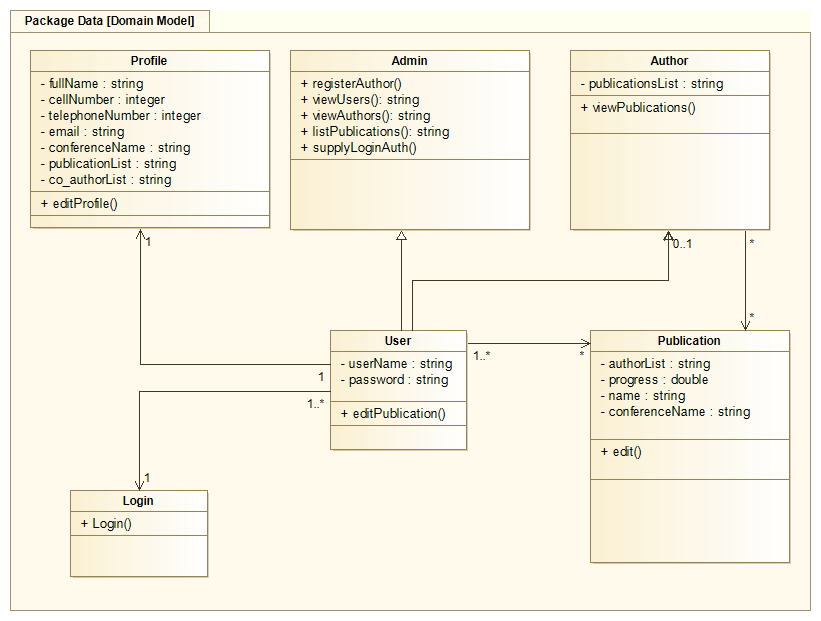 Package Data [Domain Model]
Profile
- fullName : string
- cellNumber : integer
- telephoneNumber : integer
- email : string
- conferenceName : string
- publicationList : string
- co_authorList : string
+ editProfile()
Admin
+ registerAuthor()
+ viewUsers(): string
+ viewAuthors(): string
+ listPublications(): string
+ supplyLoginAuth()
Author
- publicationsList : string
+ viewPublications()
1
0..1
*
User
- userName : string
- password : string
+ editPublication()
1
1..*
1..*
*
*
Publication
- authorList : string
- progress : double
- name : string
- conferenceName : string
+ edit()
1
Login
+ Login()